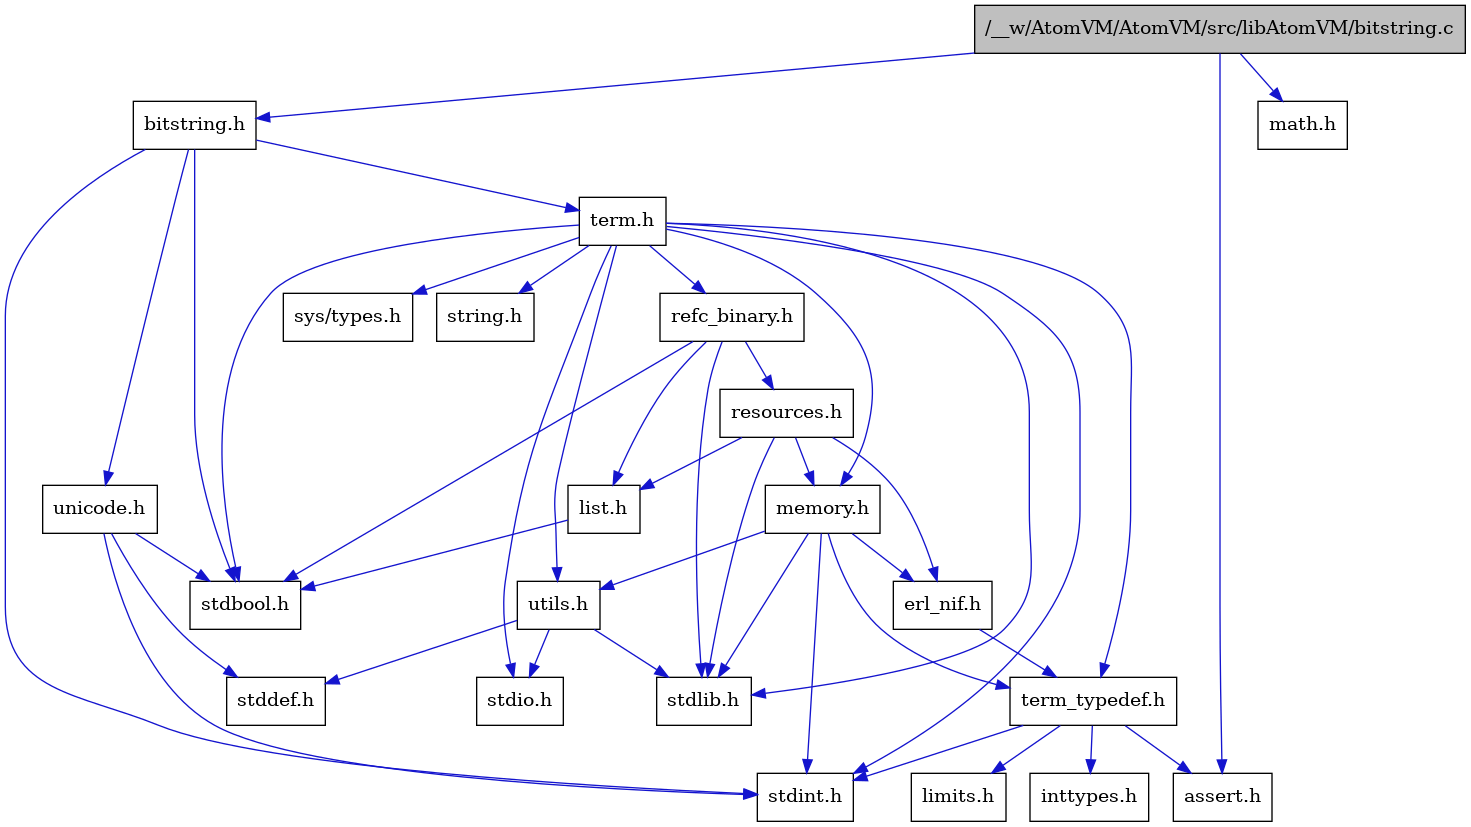 /__w/AtomVM/AtomVM/src/libAtomVM/bitstring.c
bitstring.h
math.h
term.h
sys/types.h
string.h
refc_binary.h
resources.h
unicode.h
list.h
memory.h
stdbool.h
utils.h
erl_nif.h
stddef.h
stdio.h
stdlib.h
term_typedef.h
stdint.h
limits.h
inttypes.h
assert.h